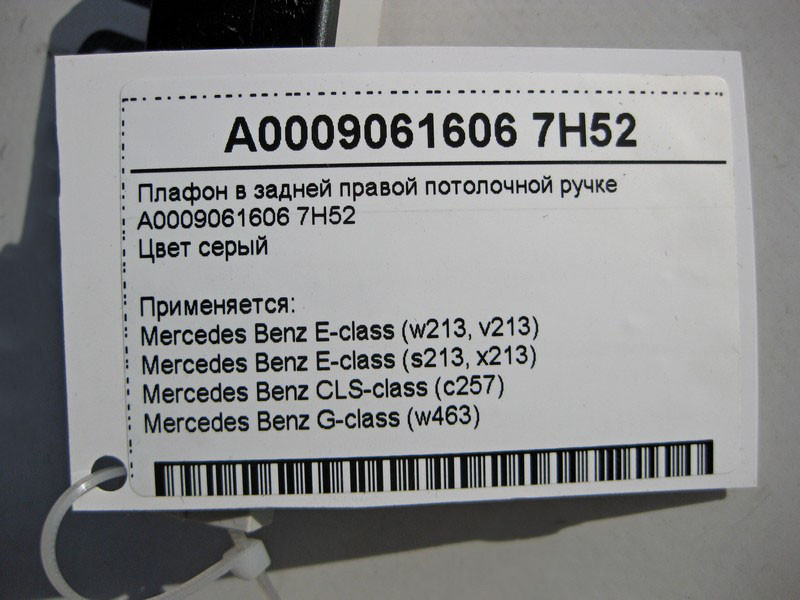 A0009061606 7H52
Плафон в задней правой потолочной ручке
A0009061606 7H52
Цвет серый
Применяется:
Mercedes Benz E-class (w213, v213)
Mercedes Benz E-class (s213, x213)
Mercedes Benz CLS-class (c257)
Mercedes Benz G-class (w463)